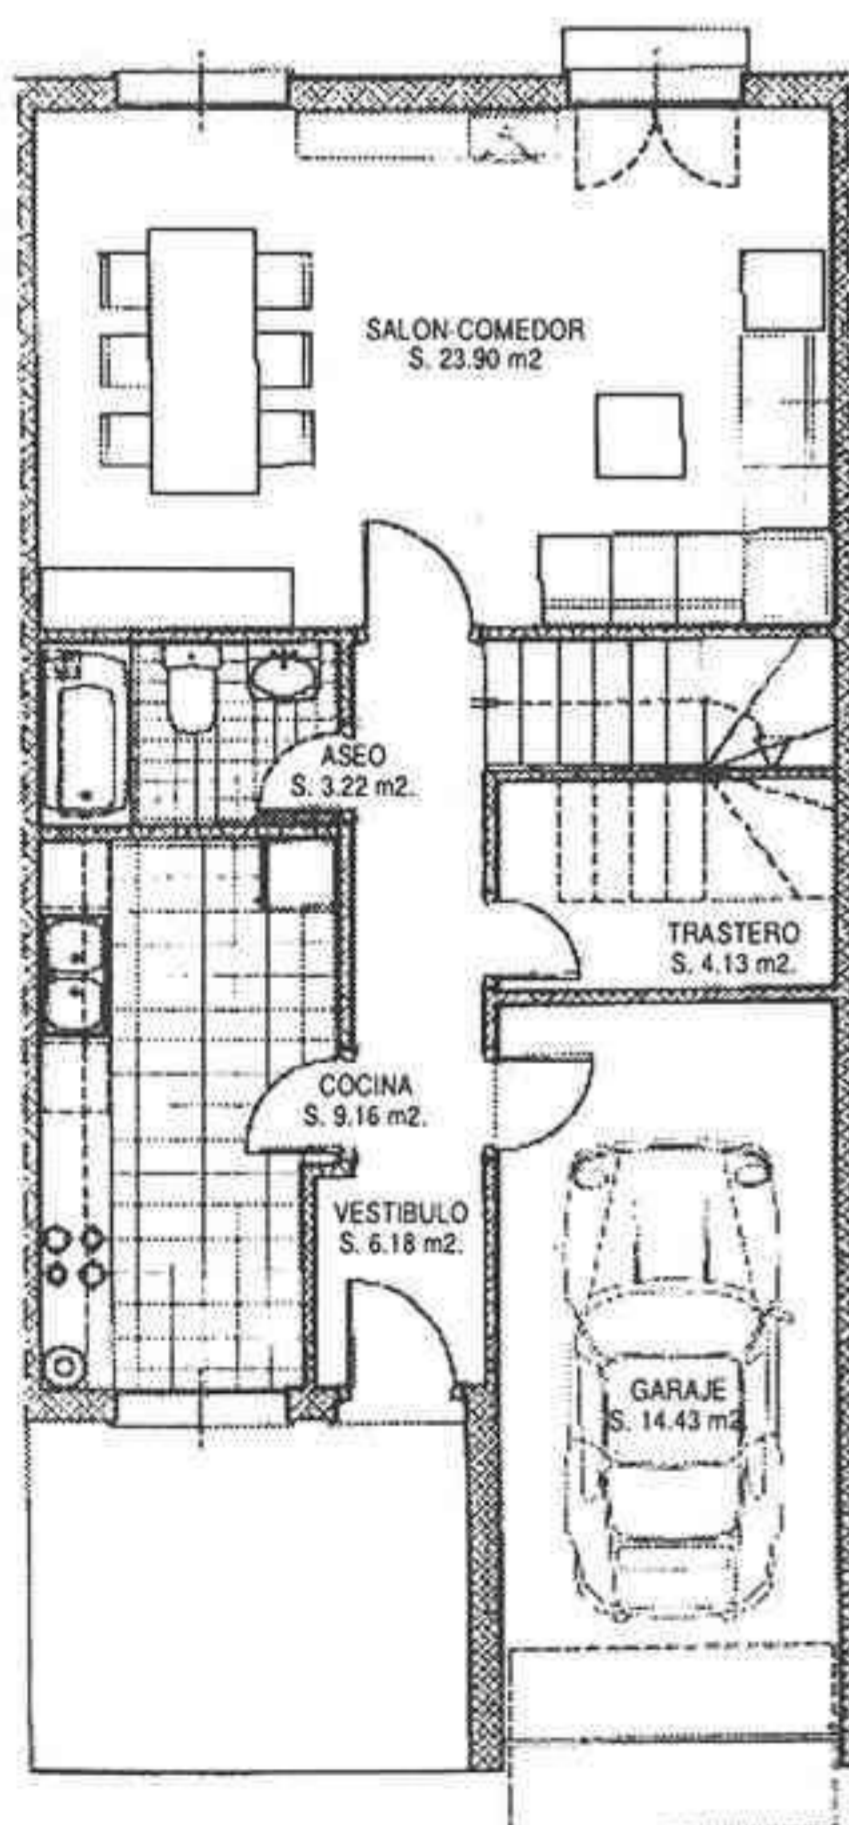 SALON-COMEDOR
S. 23.90 m2
ASEO
S. 3.22 m2.
TRASTERO
S. 4.13 m2.
COCINA
S. 9.16 m2.
VESTIBULO
S. 6.18 m2.
GARAJE
S. 14.43 m2